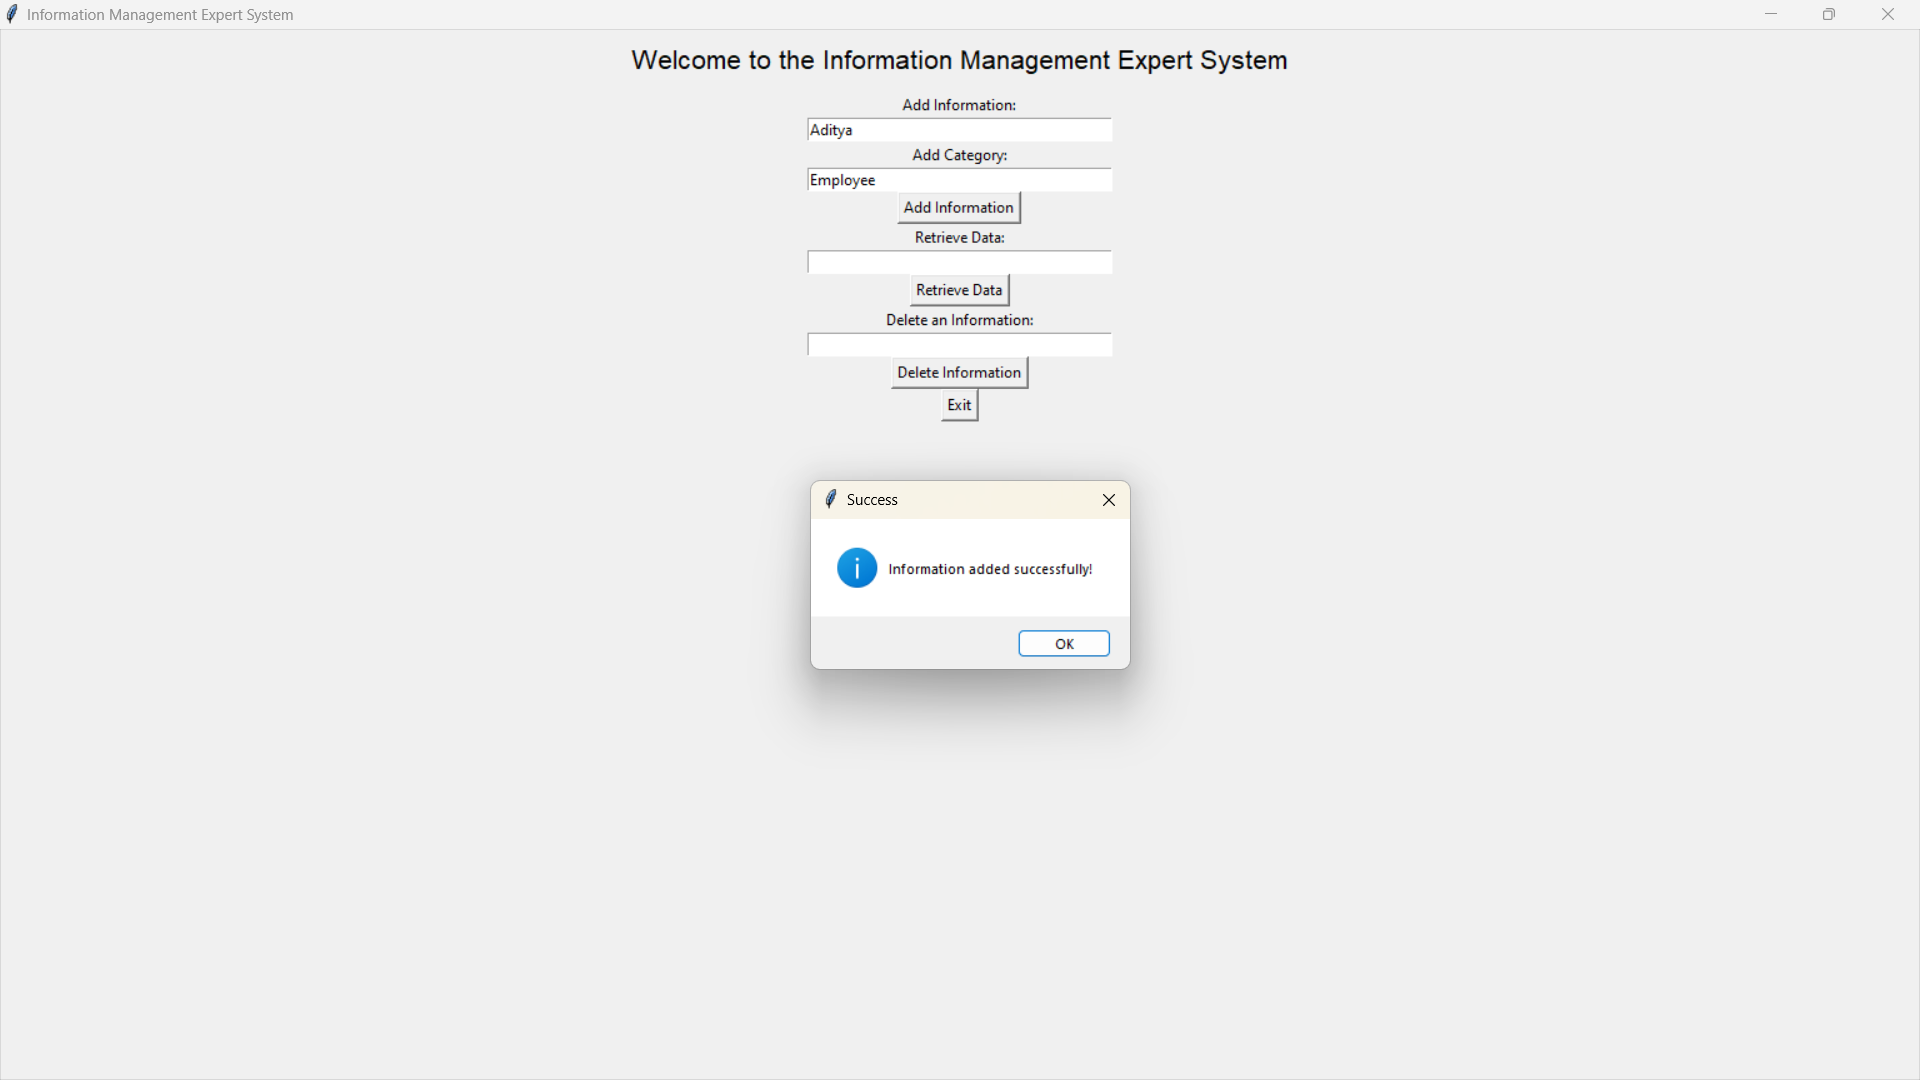 Information Management Expert System
Welcome to the Information Management Expert System
Add Information:
Aditya
Add Category:
Employee
Add Information
Retrieve Data:
Retrieve Data
Delete an Information:
Delete Information
Exit
Success
Information added successfully!
OK